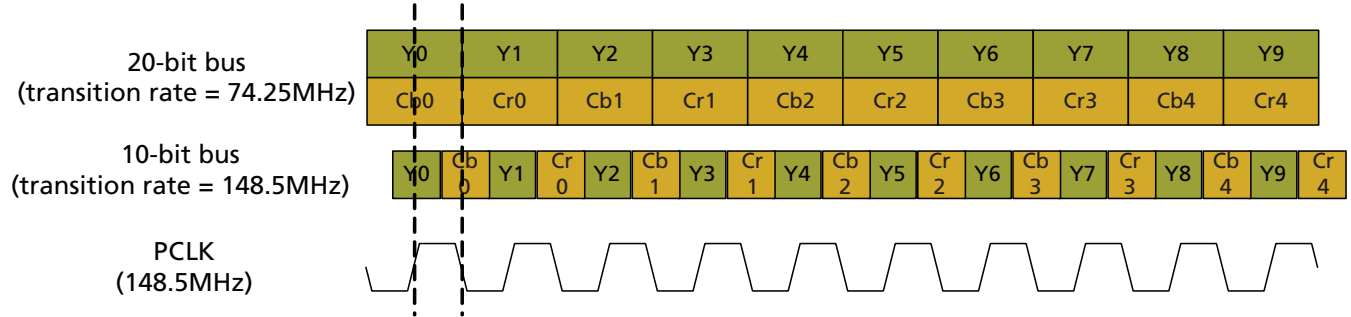 20-bit bus
(transition rate = 74.25MHz)
Y0 Y1 Y2 Y3 Y4 Y5 Y6 Y7 Y8 Y9
Cb0 Cr0 Cb1 Cr1 Cb2 Cr2 Cb3 Cr3 Cb4 Cr4
10-bit bus
(transition rate = 148.5MHz)
Y0 Cb 0 Y1 Cr 0 Y2 Cb 1 Y3 Cr 1 Y4 Cb 2 Y5 Cr 2 Y6 Cb 3 Y7 Cr 3 Y8 Cb 4 Y9 Cr 4
PCLK
(148.5MHz)